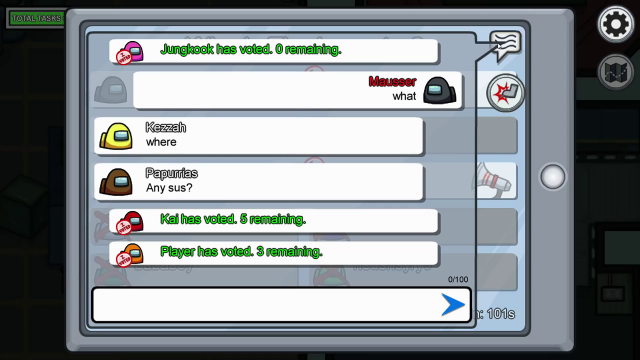 TOTAL TASKS
Jungkook has voted. 0 remaining.
Mausser
what
Kezzah
where
Papurrias
Any sus?
Kai has voted. 5 remaining.
Player has voted. 3 remaining.
0/100
: 101s